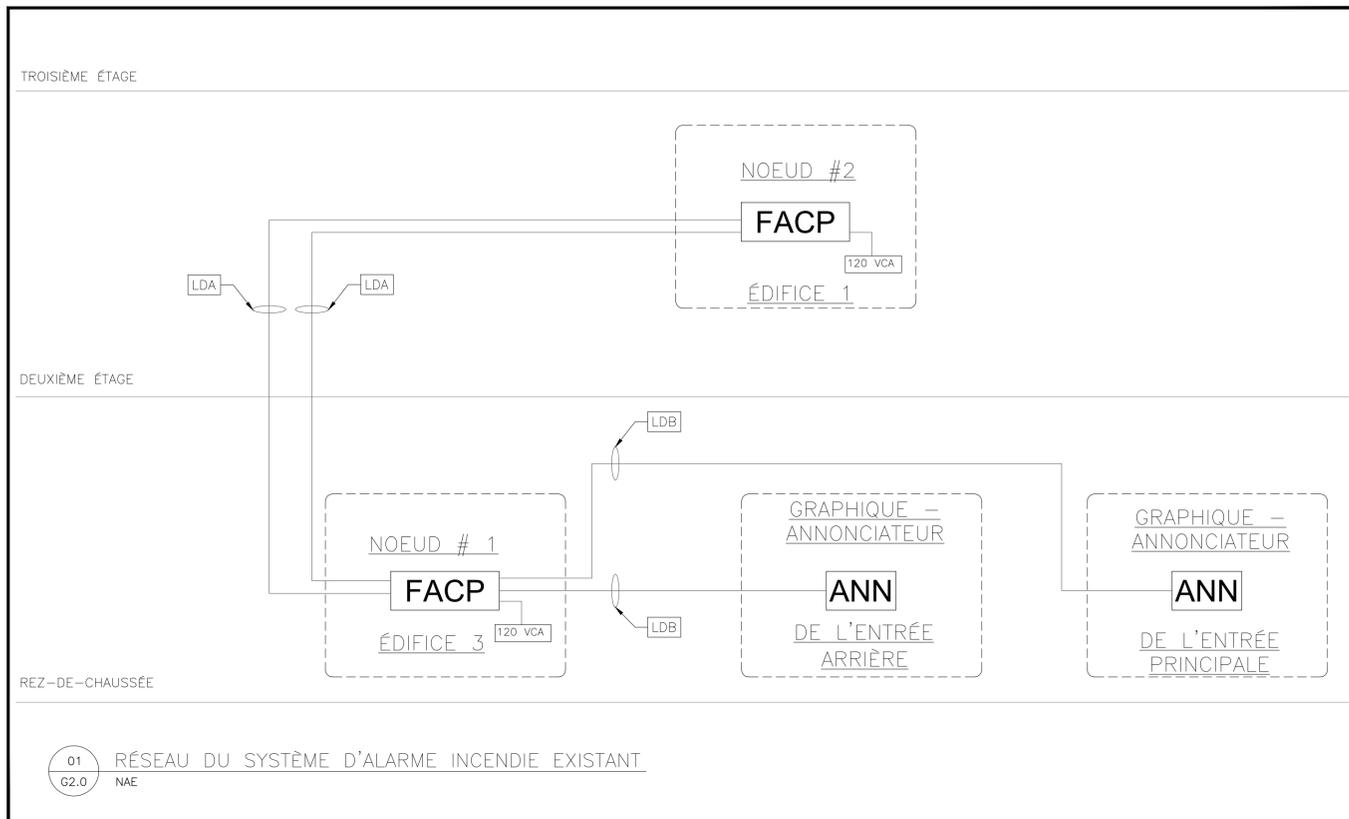 TROISIÈME ÉTAGE
NOEUD #2
FACP
120 VCA
ÉDIFICE 1
LDA
LDA
DEUXIÈME ÉTAGE
LDB
NOEUD # 1
FACP
120 VCA
ÉDIFICE 3
LDB
GRAPHIQUE –
ANNONCIATEUR
ANN
DE L'ENTRÉE
ARRIÈRE
GRAPHIQUE –
ANNONCIATEUR
ANN
DE L'ENTRÉE
PRINCIPALE
REZ–DE–CHAUSSÉE
01
G2.0
RÉSEAU DU SYSTÈME D'ALARME INCENDIE EXISTANT
NAE